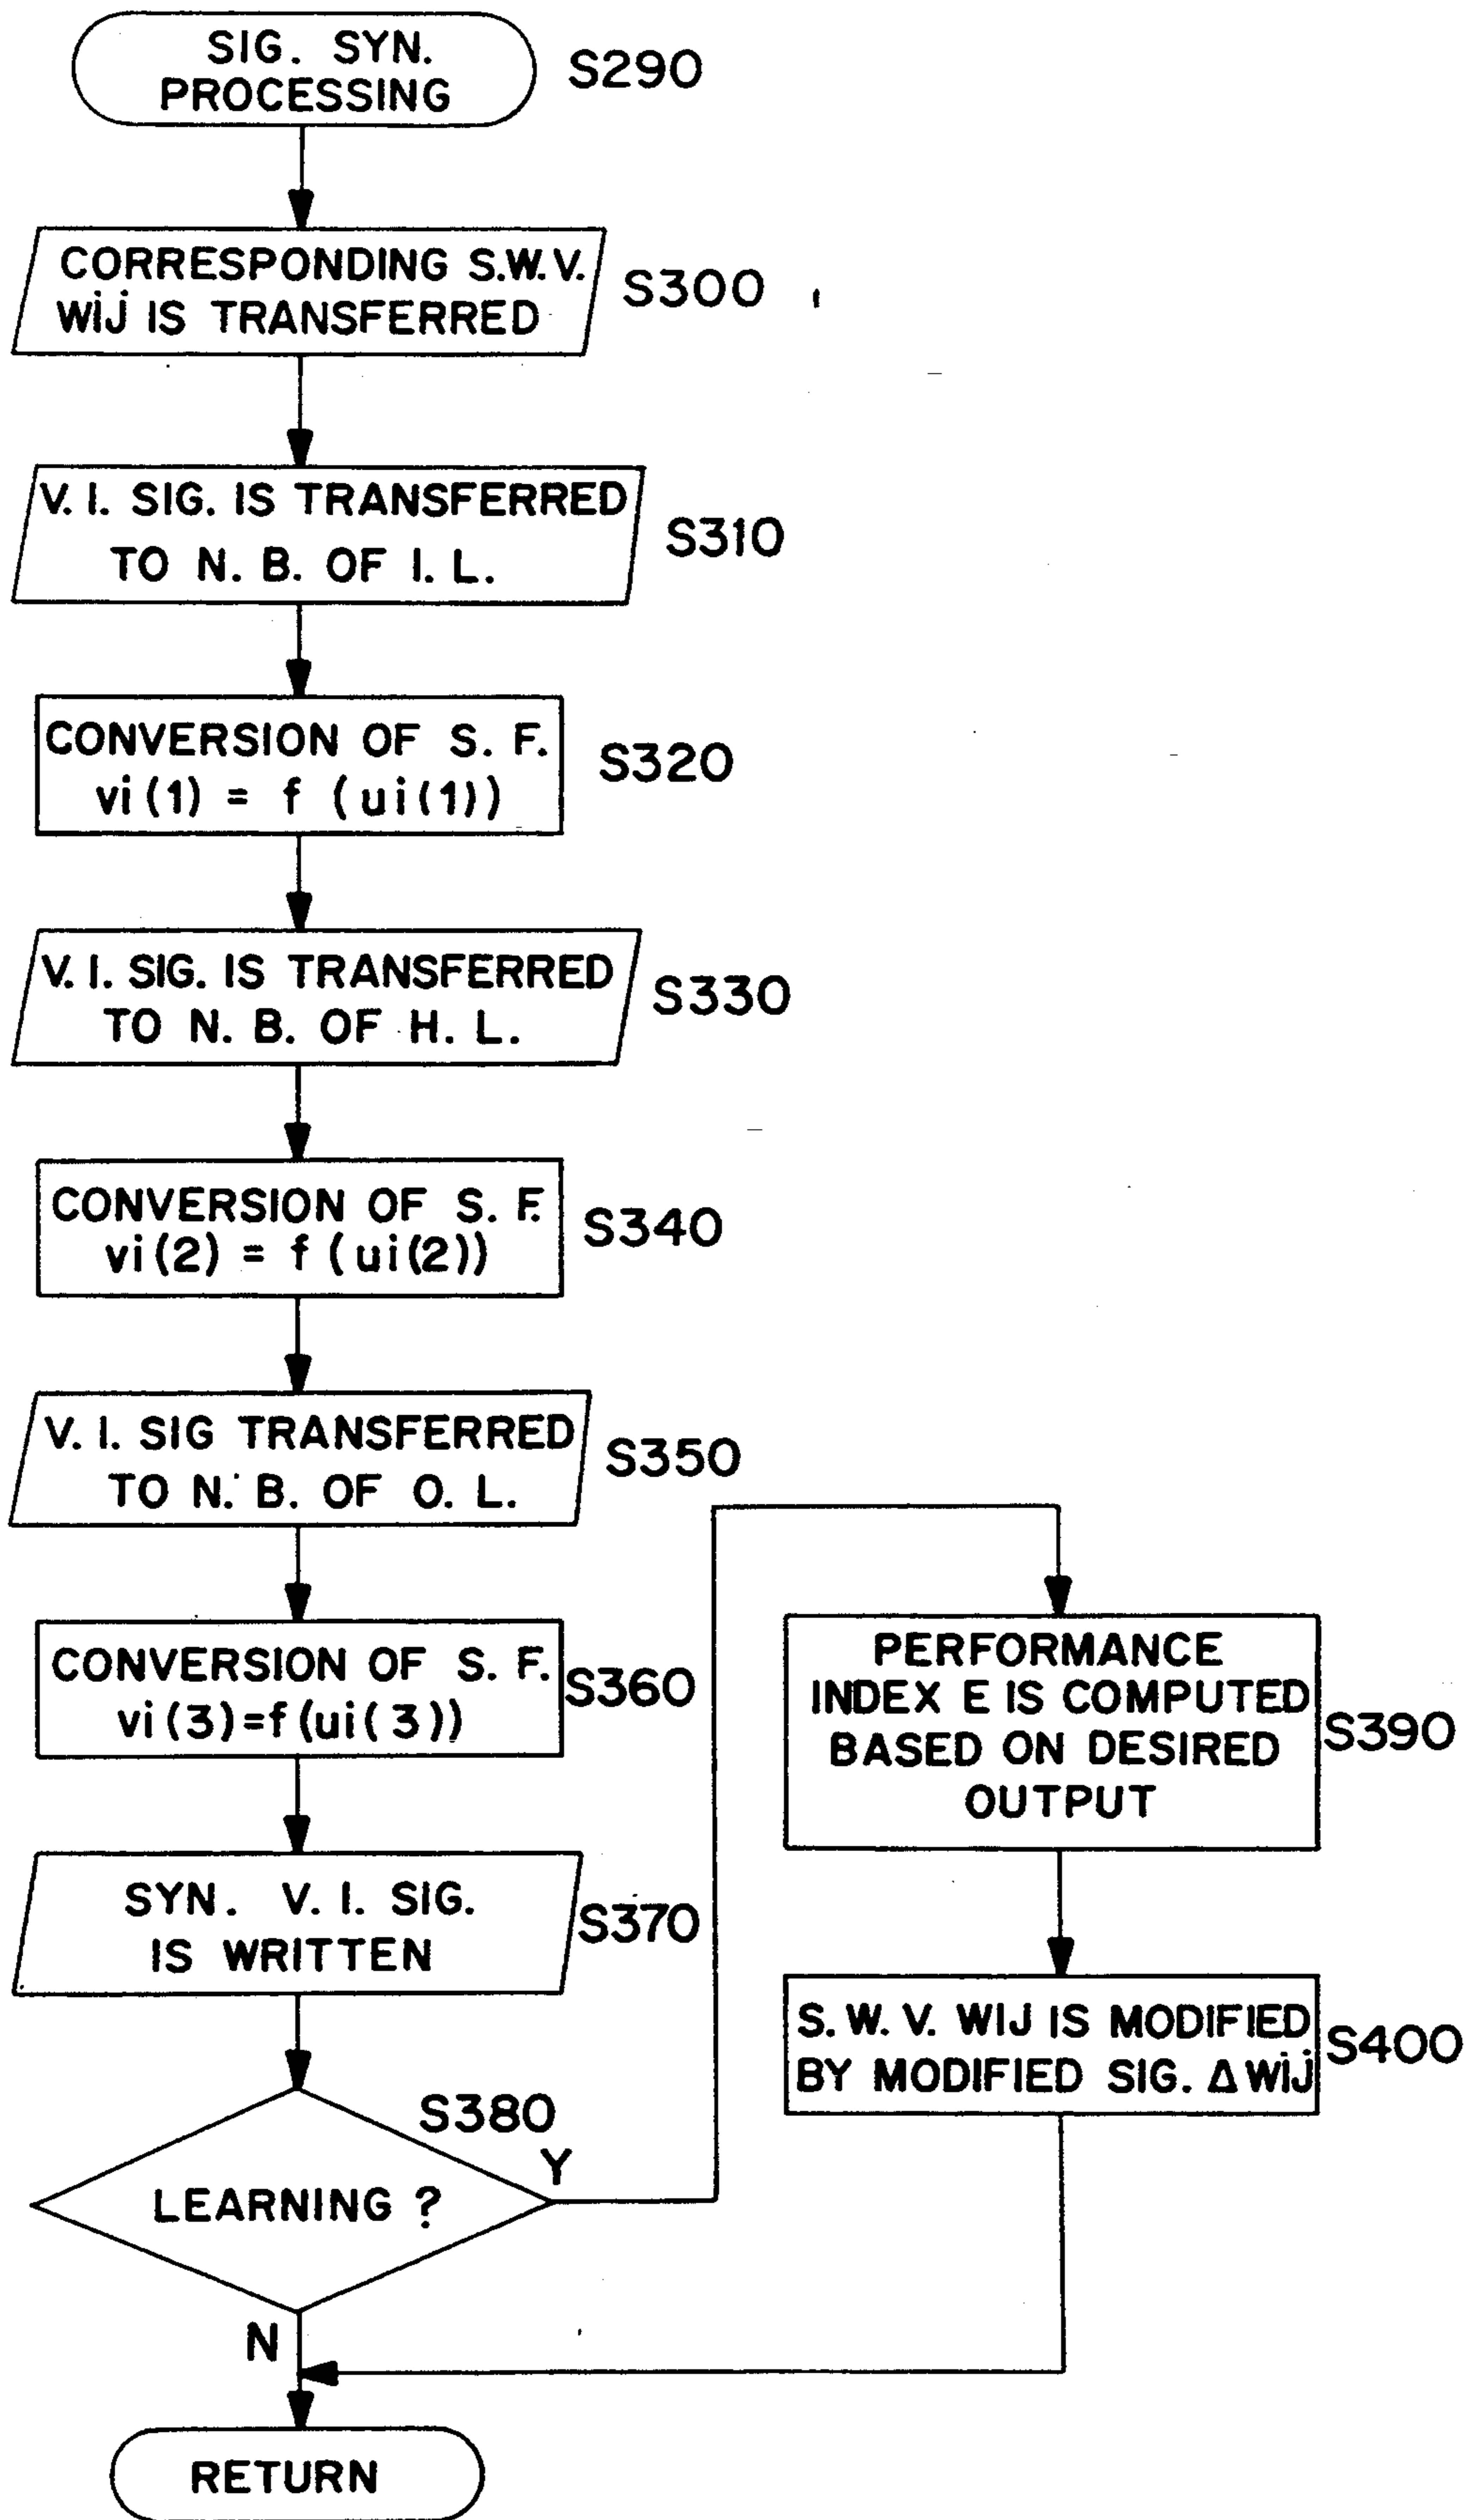 SIG. SYN.
PROCESSING
S290
CORRESPONDING S.W.V.
Wij IS TRANSFERRED
S300
V. I. SIG. IS TRANSFERRED
TO N. B. OF I. L.
S310
CONVERSION OF S. F.
vi(1) = f (ui(1))
S320
V. I. SIG. IS TRANSFERRED
TO N. B. OF H. L.
S330
CONVERSION OF S. F.
vi(2) = f (ui(2))
S340
V. I. SIG TRANSFERRED
TO N. B. OF O. L.
S350
CONVERSION OF S. F.
vi(3)=f(ui(3))
S360
SYN. V. I. SIG.
IS WRITTEN
S370
S380
LEARNING ?
Y
N
PERFORMANCE
INDEX E IS COMPUTED
BASED ON DESIRED
OUTPUT
S390
S. W. V. WIJ IS MODIFIED
BY MODIFIED SIG. ΔWij
S400
RETURN